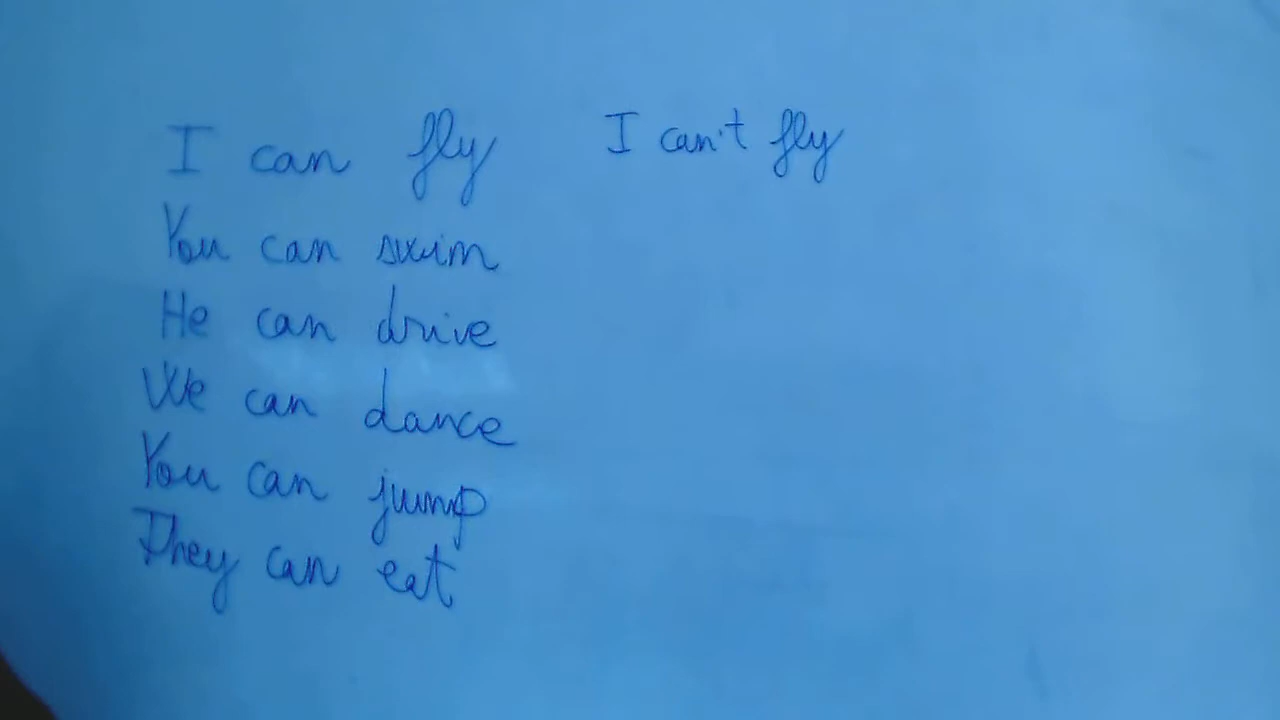 I can fly I can't fly
You can swim
He can drive
We can dance
You can jump
They can eat